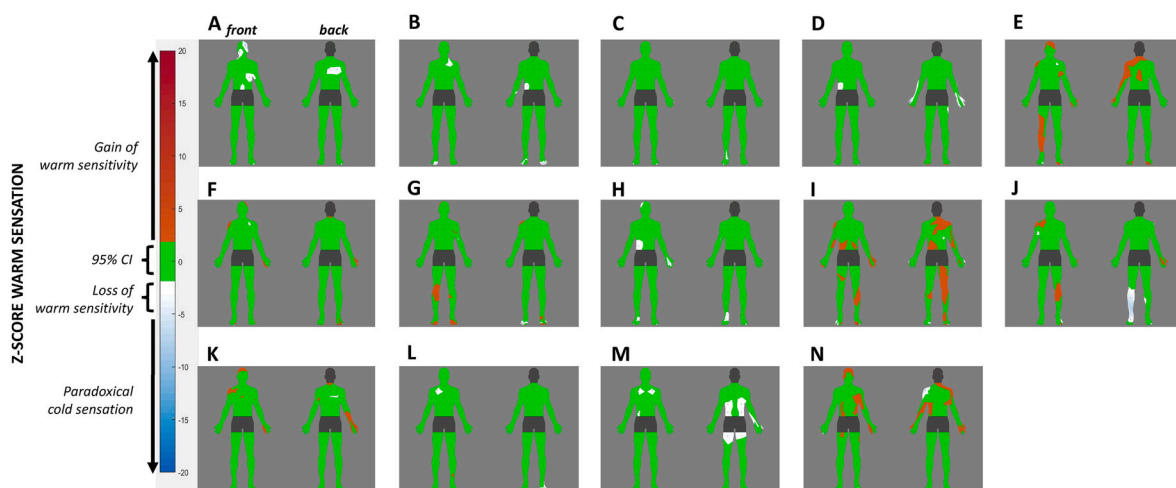 A B C D E
front back
Z-SCORE WARM SENSATION
20
15
10
5
0
-5
-10
-15
-20
Gain of
warm sensitivity
95% CI
Loss of
warm sensitivity
Paradoxical
cold sensation
F G H I J
K L M N